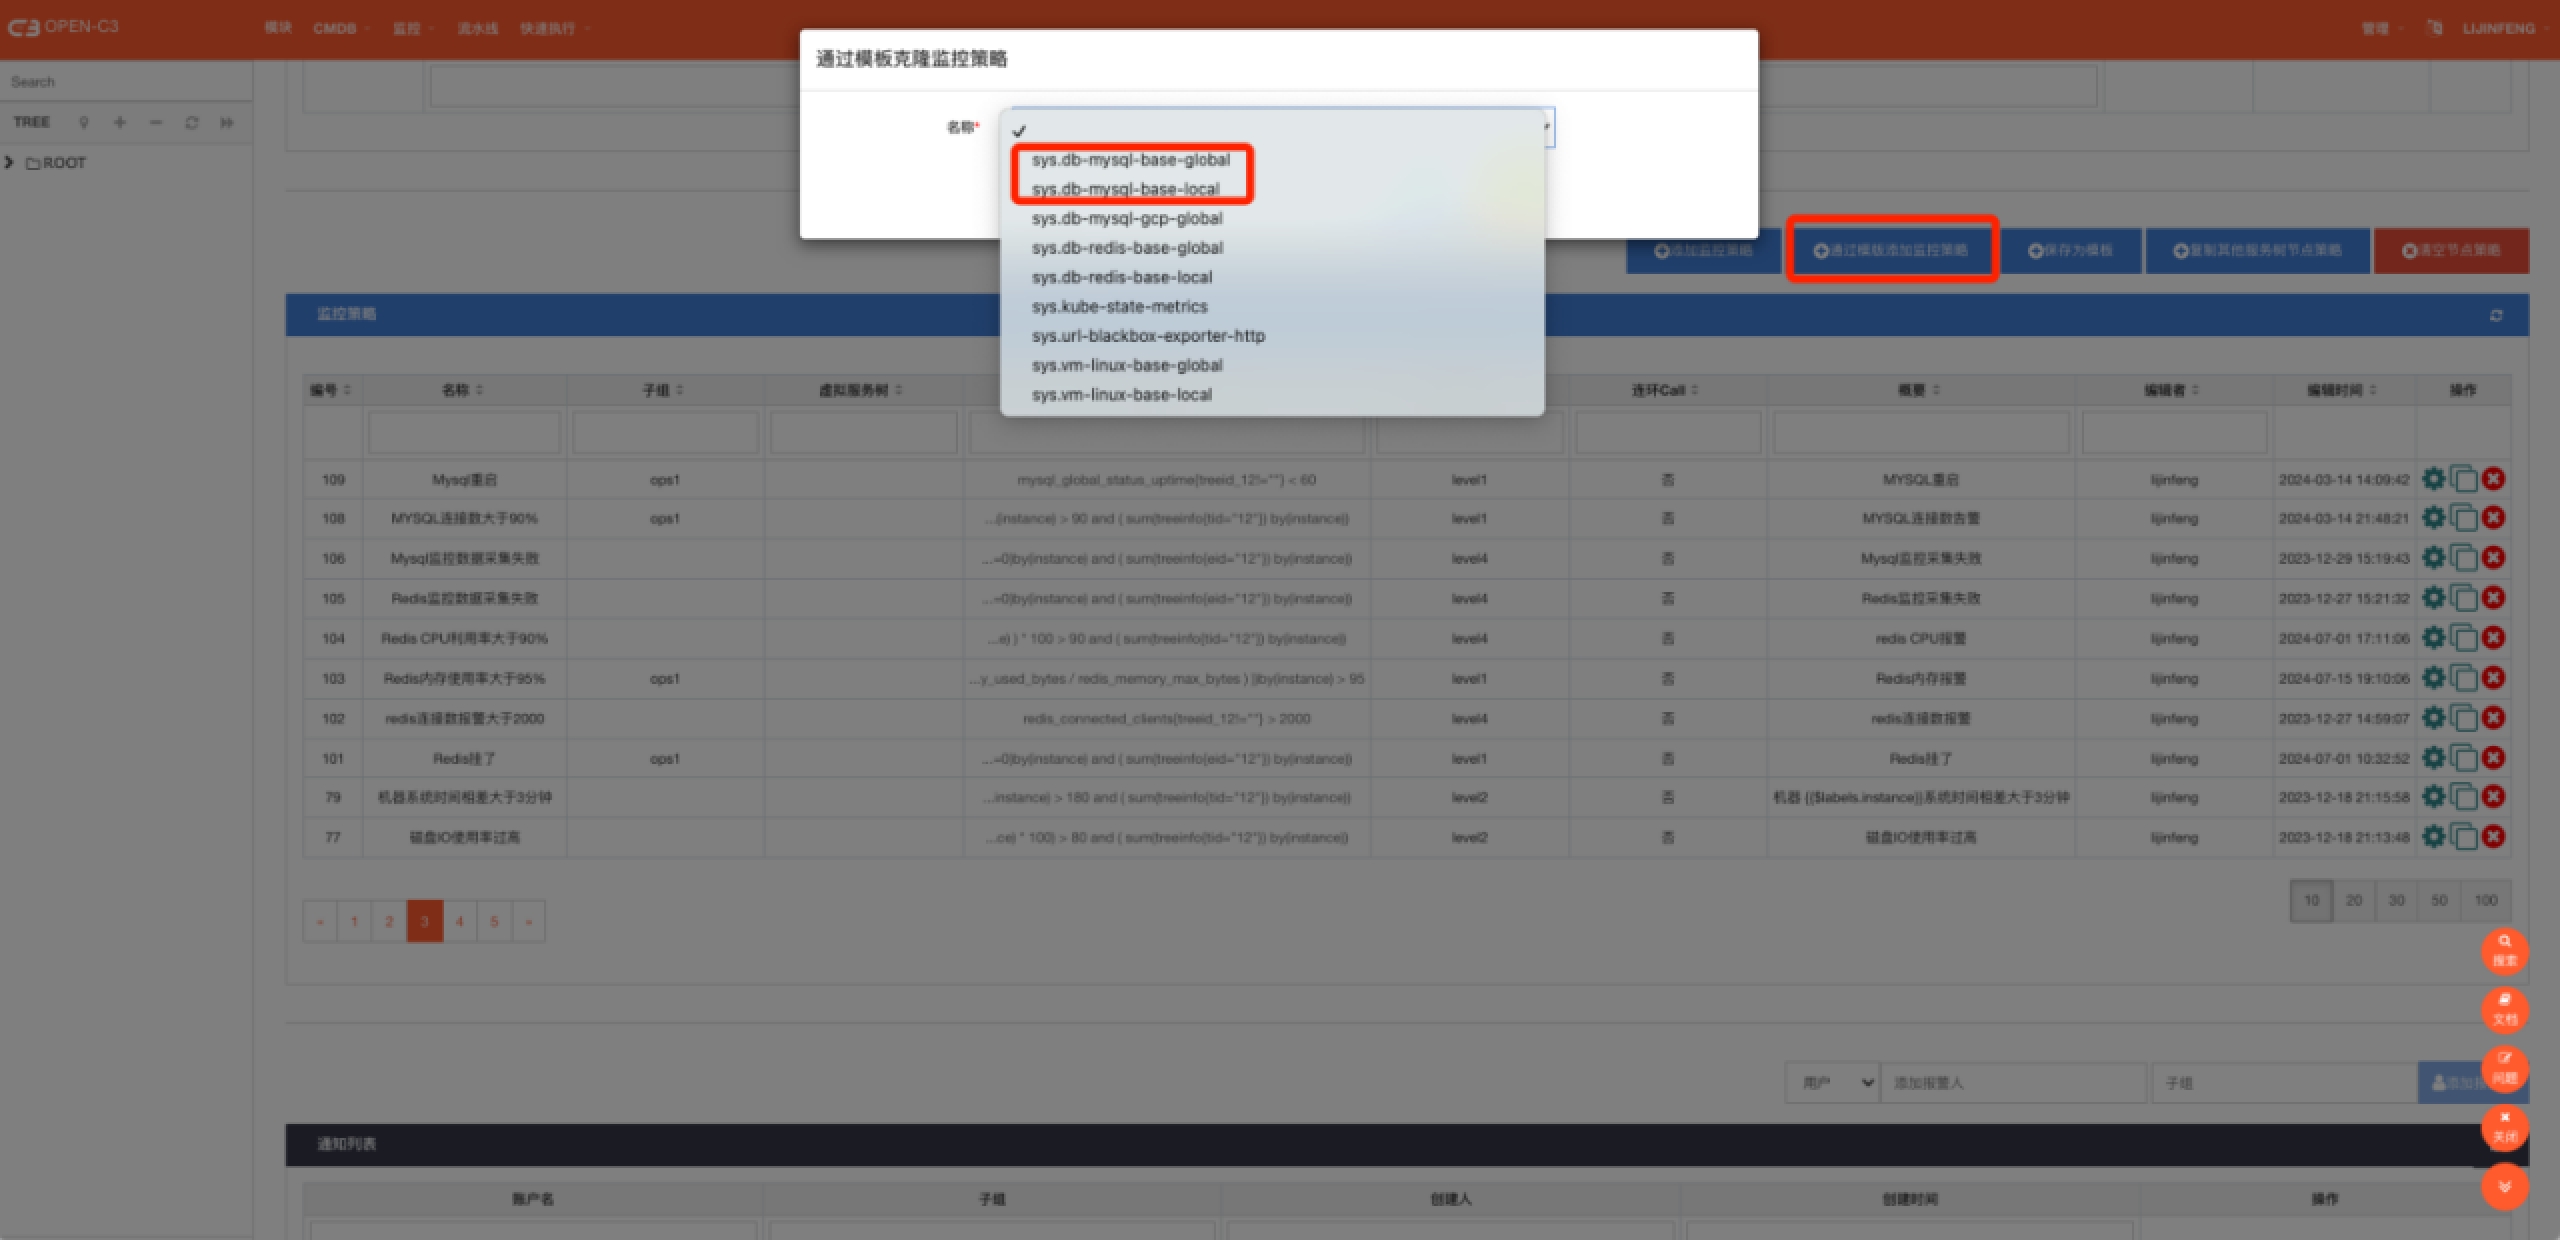 OPEN-C3 模块 CMDB 监控 流水线 快速执行 管理 LIJINFENG
通过模板克隆监控策略
Search
TREE
ROOT
名称*
sys.db-mysql-base-global
sys.db-mysql-base-local
sys.db-mysql-gcp-global
sys.db-redis-base-global
sys.db-redis-base-local
sys.kube-state-metrics
sys.url-blackbox-exporter-http
sys.vm-linux-base-global
sys.vm-linux-base-local
添加监控策略 通过模版添加监控策略 保存为模板 复制其他服务树节点策略 清空节点策略
监控策略
编号 名称 子组 虚拟服务树 连环Call 概要 编辑者 编辑时间 操作
109 Mysql重启 ops1 mysql_global_status_uptime{treeid_12!=""} < 60 level1 否 MYSQL重启 lijinfeng 2024-03-14 14:09:42
108 MYSQL连接数大于90% ops1 ...(instance) > 90 and ( sum(treeinfo{tid="12"}) by(instance)) level1 否 MYSQL连接数告警 lijinfeng 2024-03-14 21:48:21
106 Mysql监控数据采集失败 ...=0)by(instance) and ( sum(treeinfo{eid="12"}) by(instance)) level4 否 Mysql监控采集失败 lijinfeng 2023-12-29 15:19:43
105 Redis监控数据采集失败 ...=0)by(instance) and ( sum(treeinfo{eid="12"}) by(instance)) level4 否 Redis监控采集失败 lijinfeng 2023-12-27 15:21:32
104 Redis CPU利用率大于90% ...e) ) * 100 > 90 and ( sum(treeinfo{tid="12"}) by(instance)) level4 否 redis CPU报警 lijinfeng 2024-07-01 17:11:06
103 Redis内存使用率大于95% ops1 ...y_used_bytes / redis_memory_max_bytes ) ))by(instance) > 95 level1 否 Redis内存报警 lijinfeng 2024-07-15 19:10:06
102 redis连接数报警大于2000 redis_connected_clients{treeid_12!=""} > 2000 level4 否 redis连接数报警 lijinfeng 2023-12-27 14:59:07
101 Redis挂了 ops1 ...=0)by(instance) and ( sum(treeinfo{eid="12"}) by(instance)) level1 否 Redis挂了 lijinfeng 2024-07-01 10:32:52
79 机器系统时间相差大于3分钟 ...instance) > 180 and ( sum(treeinfo{tid="12"}) by(instance)) level2 否 机器 {{$labels.instance}}系统时间相差大于3分钟 lijinfeng 2023-12-18 21:15:58
77 磁盘IO使用率过高 ...ce) * 100) > 80 and ( sum(treeinfo{tid="12"}) by(instance)) level2 否 磁盘IO使用率过高 lijinfeng 2023-12-18 21:13:48
« 1 2 3 4 5 »
10 20 30 50 100
搜索
文档
问题
关闭
用户 添加报警人 子组 添加
通知列表
账户名 子组 创建人 创建时间 操作